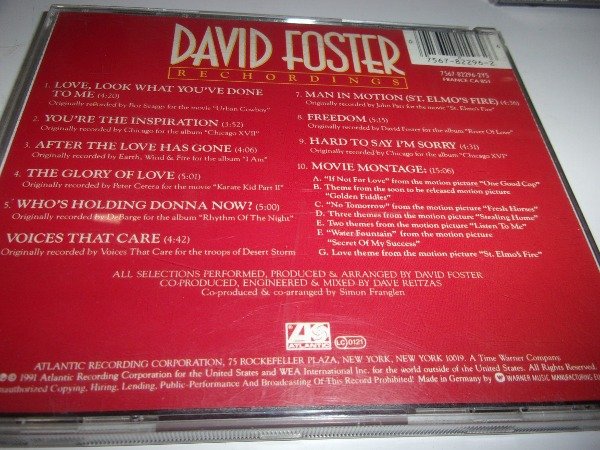 DAVID FOSTER
RECHORDINGS
7567-82296-2
7567-82296-2YS
FRANCE: CA 851
1. LOVE, LOOK WHAT YOU'VE DONE
TO ME (4:20)
Originally recorded by Boz Scaggs for the movie "Urban Cowboy"
2. YOU'RE THE INSPIRATION (3:52)
Originally recorded by Chicago for the album "Chicago XVII"
3. AFTER THE LOVE HAS GONE (4:06)
Originally recorded by Earth, Wind & Fire for the album "I Am"
4. THE GLORY OF LOVE (5:01)
Originally recorded by Peter Cetera for the movie "Karate Kid Part II"
5. WHO'S HOLDING DONNA NOW? (5:00)
Originally recorded by DeBarge for the album "Rhythm Of The Night"
VOICES THAT CARE (4:42)
Originally recorded by Voices That Care for the troops of Desert Storm
7. MAN IN MOTION (ST. ELMO'S FIRE) (4:36)
Originally recorded by John Parr for the movie "St. Elmo's Fire"
8. FREEDOM (5:15)
Originally recorded by David Foster for the album "River Of Love"
9. HARD TO SAY I'M SORRY (4:31)
Originally recorded by Chicago for the album "Chicago XVI"
10. MOVIE MONTAGE: (15:06)
A. "If Not For Love" from the motion picture "One Good Cop"
B. Theme from the soon to be released motion picture
"Golden Fiddles"
C. "No Tomorrow" from the motion picture "Fresh Horses"
D. Three themes from the motion picture "Stealing Home"
E. Two themes from the motion picture "Listen To Me"
F. "Water Fountain" from the motion picture
"Secret Of My Success"
G. Love theme from the motion picture "St. Elmo's Fire"
ALL SELECTIONS PERFORMED, PRODUCED & ARRANGED BY DAVID FOSTER
CO-PRODUCED, ENGINEERED & MIXED BY DAVE REITZAS
Co-produced & co-arranged by Simon Franglen
ATLANTIC
LC 0121
ATLANTIC RECORDING CORPORATION, 75 ROCKEFELLER PLAZA, NEW YORK, NEW YORK 10019. A Time Warner Company.
℗ © 1991 Atlantic Recording Corporation for the United States and WEA International Inc. for the world outside of the United States. All Rights Reserved.
nauthorized Copying, Hiring, Lending, Public-Performance And Broadcasting Of This Record Prohibited! Made in Germany by WARNER MUSIC MANUFACTURING EU